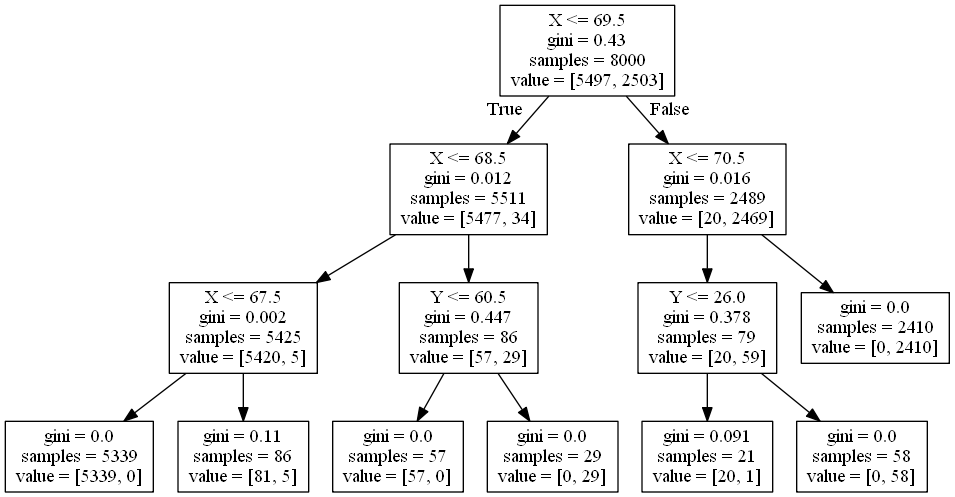 X <= 69.5
gini = 0.43
samples = 8000
value = [5497, 2503]
True
False
X <= 68.5
gini = 0.012
samples = 5511
value = [5477, 34]
X <= 70.5
gini = 0.016
samples = 2489
value = [20, 2469]
X <= 67.5
gini = 0.002
samples = 5425
value = [5420, 5]
Y <= 60.5
gini = 0.447
samples = 86
value = [57, 29]
Y <= 26.0
gini = 0.378
samples = 79
value = [20, 59]
gini = 0.0
samples = 2410
value = [0, 2410]
gini = 0.0
samples = 5339
value = [5339, 0]
gini = 0.11
samples = 86
value = [81, 5]
gini = 0.0
samples = 57
value = [57, 0]
gini = 0.0
samples = 29
value = [0, 29]
gini = 0.091
samples = 21
value = [20, 1]
gini = 0.0
samples = 58
value = [0, 58]